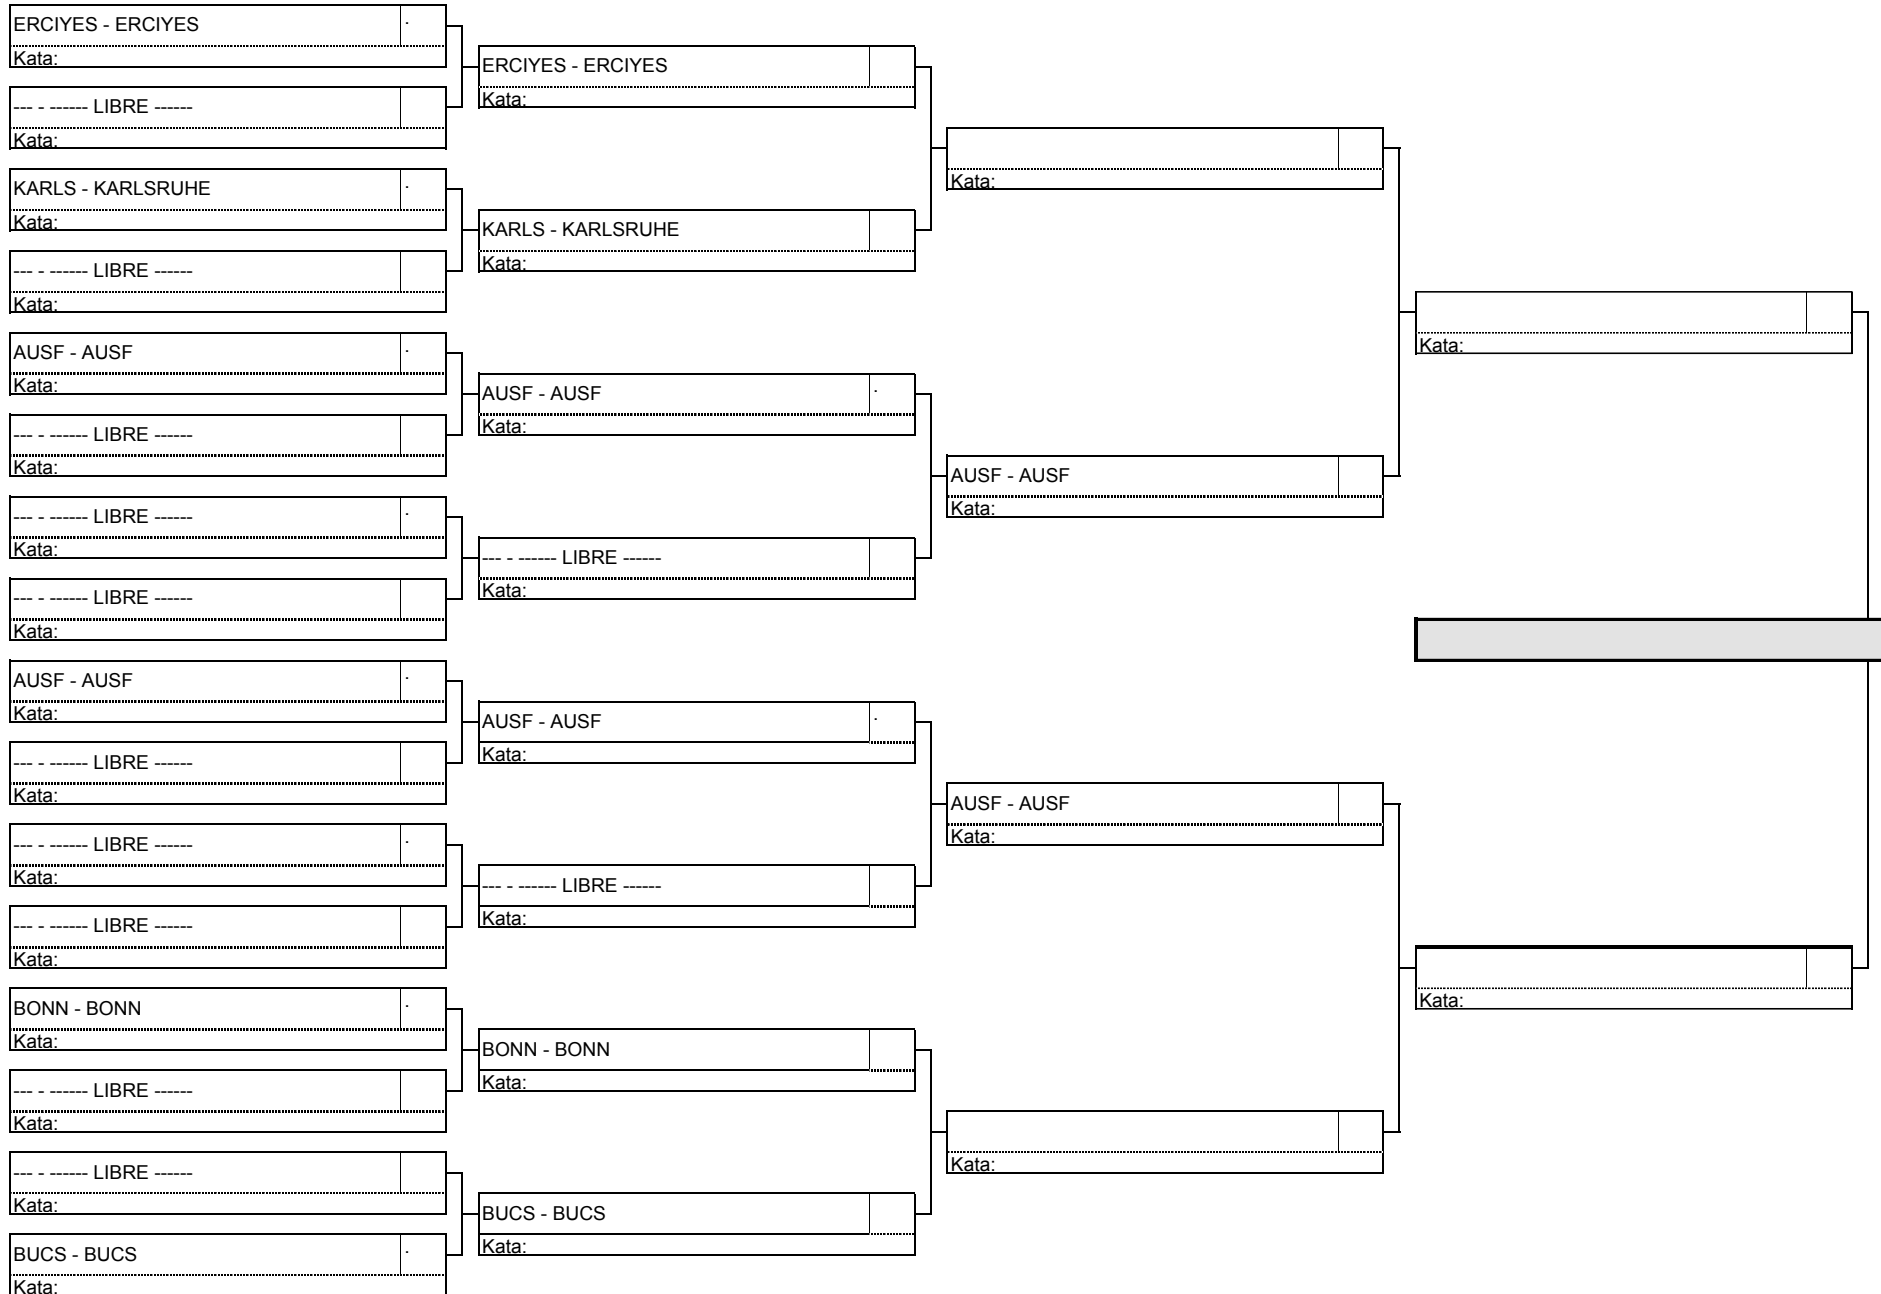 ERCIYES - ERCIYES .
Kata:
--- - ------ LIBRE ------
Kata:
KARLS - KARLSRUHE .
Kata:
--- - ------ LIBRE ------
Kata:
AUSF - AUSF .
Kata:
--- - ------ LIBRE ------
Kata:
--- - ------ LIBRE ------ .
Kata:
--- - ------ LIBRE ------
Kata:
AUSF - AUSF .
Kata:
--- - ------ LIBRE ------
Kata:
--- - ------ LIBRE ------ .
Kata:
--- - ------ LIBRE ------
Kata:
BONN - BONN .
Kata:
--- - ------ LIBRE ------
Kata:
--- - ------ LIBRE ------
Kata:
BUCS - BUCS .
Kata:
ERCIYES - ERCIYES
Kata:
KARLS - KARLSRUHE
Kata:
AUSF - AUSF .
Kata:
--- - ------ LIBRE ------
Kata:
AUSF - AUSF .
Kata:
--- - ------ LIBRE ------
Kata:
BONN - BONN
Kata:
BUCS - BUCS
Kata:
Kata:
AUSF - AUSF
Kata:
AUSF - AUSF
Kata:
Kata:
Kata:
Kata: